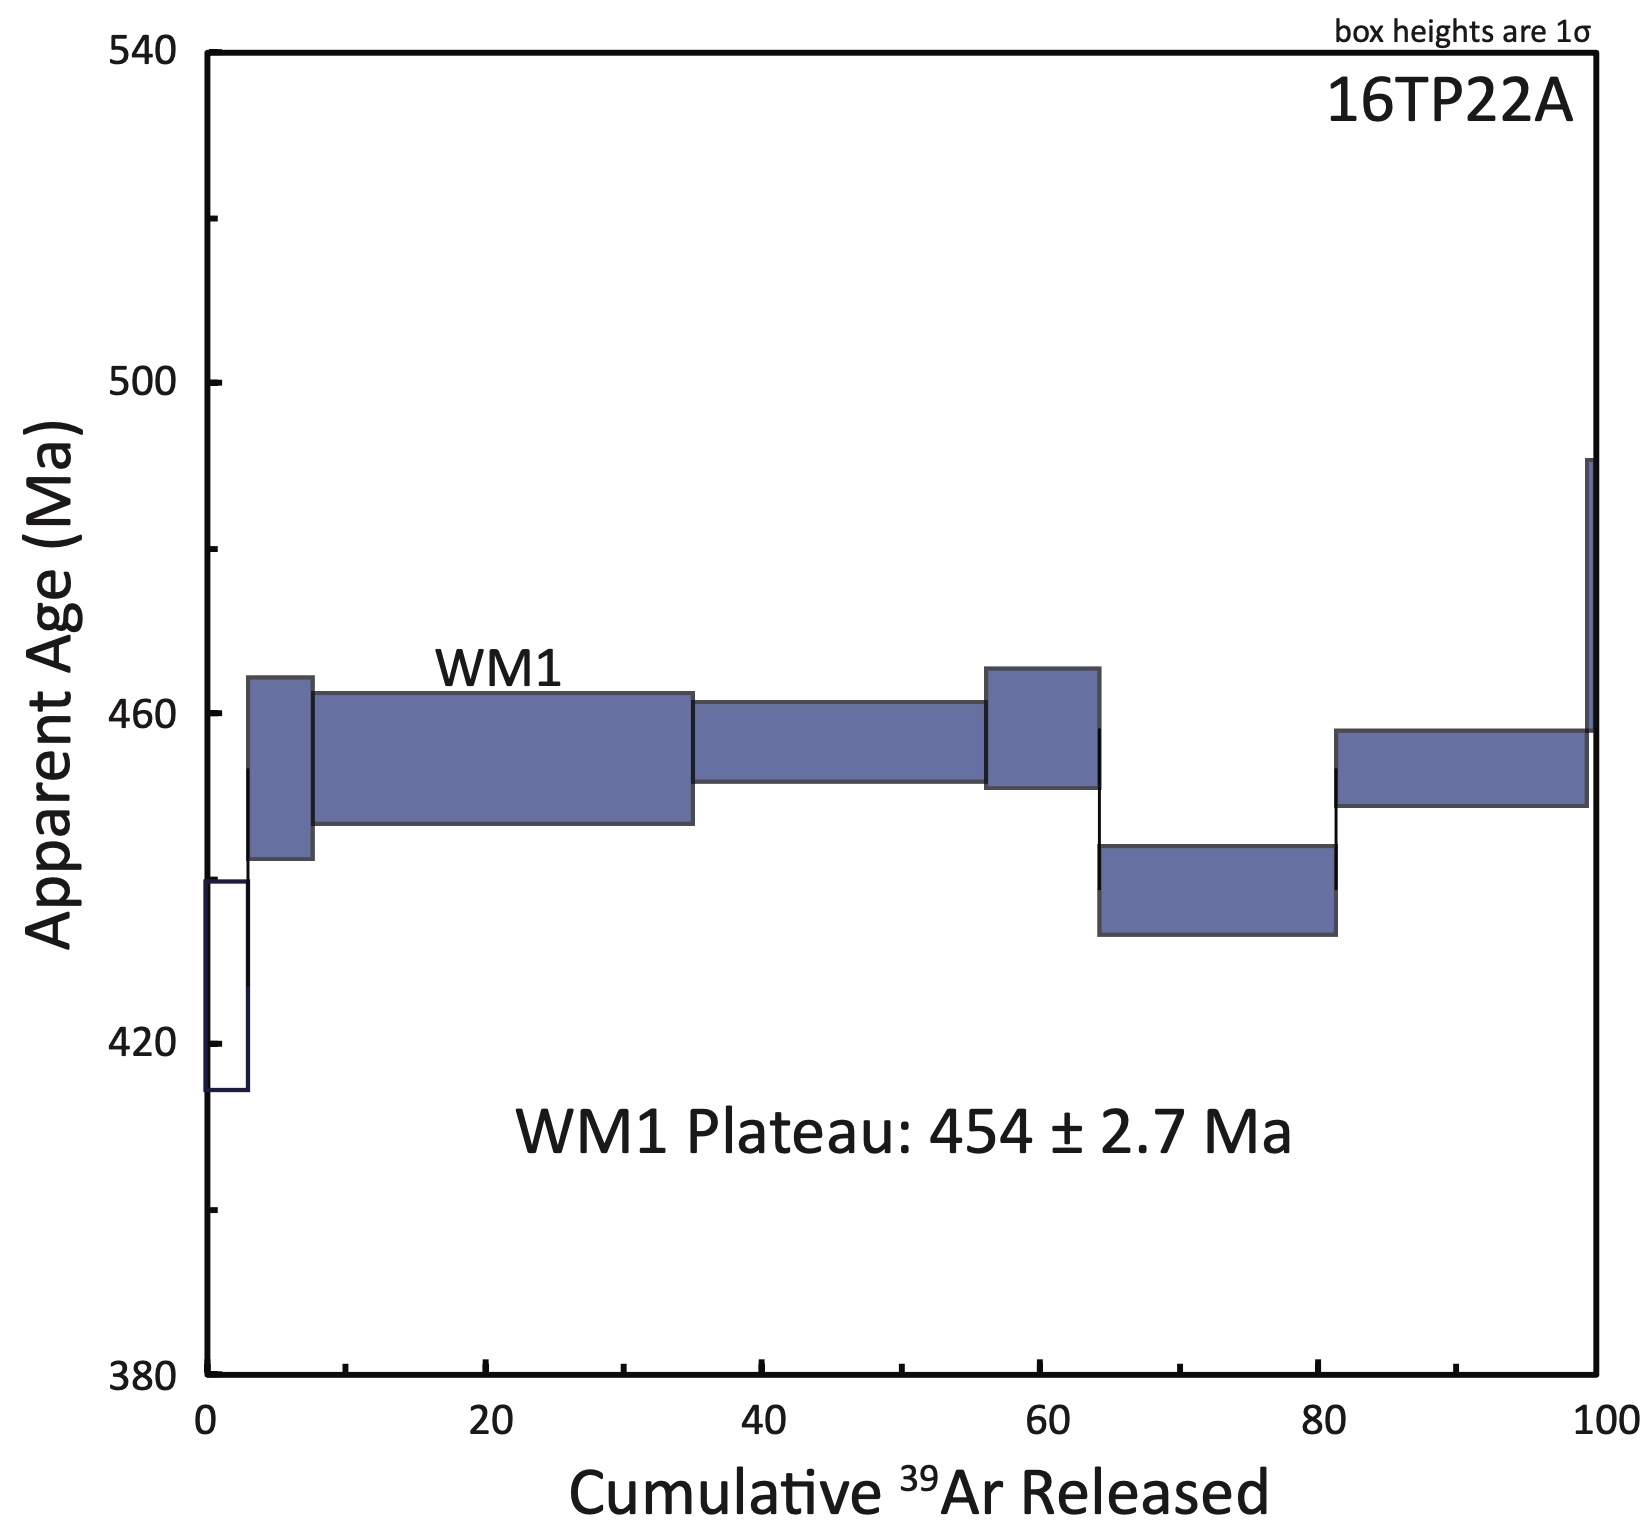 box heights are 1σ
16TP22A
540
500
460
420
380
Apparent Age (Ma)
WM1
WM1 Plateau: 454 ± 2.7 Ma
0 20 40 60 80 100
Cumulative ³⁹Ar Released